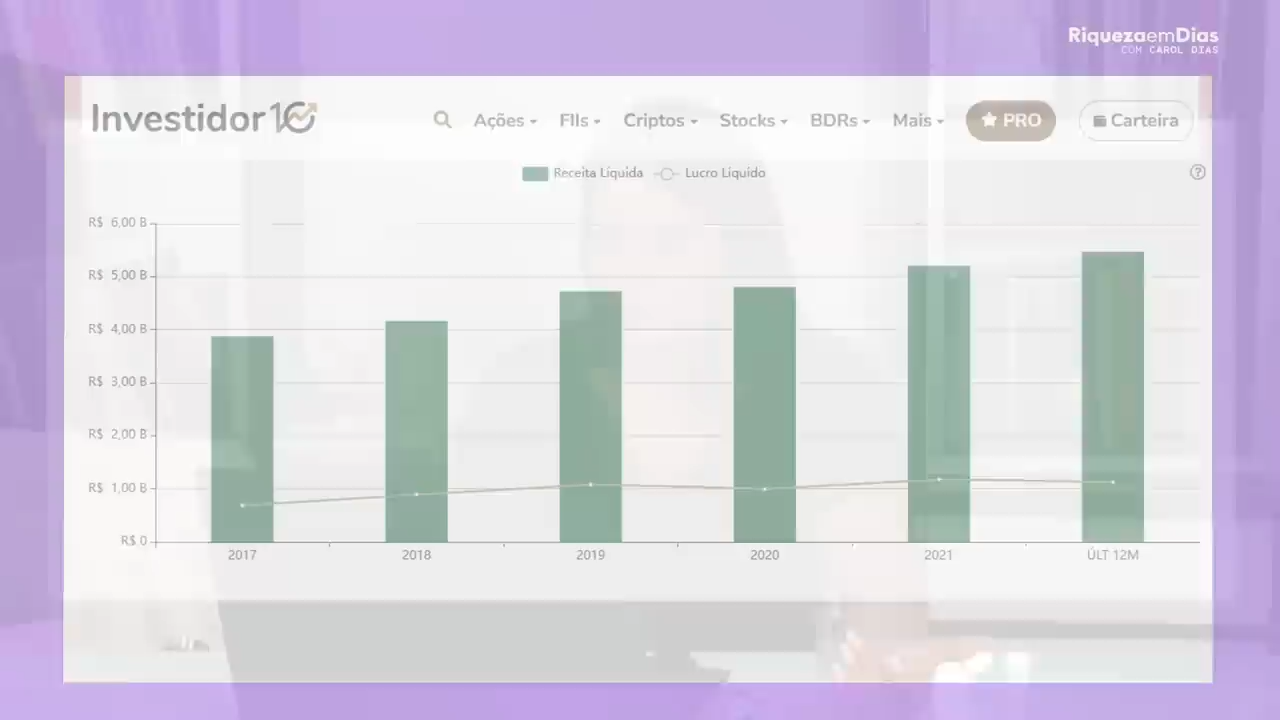 RiquezaemDias
COM CAROL DIAS
Investidor10
Ações
FIIs
Criptos
Stocks
BDRs
Mais
PRO
Carteira
Receita Líquida
Lucro Líquido
?
R$ 6,00 B
R$ 5,00 B
R$ 4,00 B
R$ 3,00 B
R$ 2,00 B
R$ 1,00 B
R$ 0
2017 2018 2019 2020 2021 ÚLT 12M